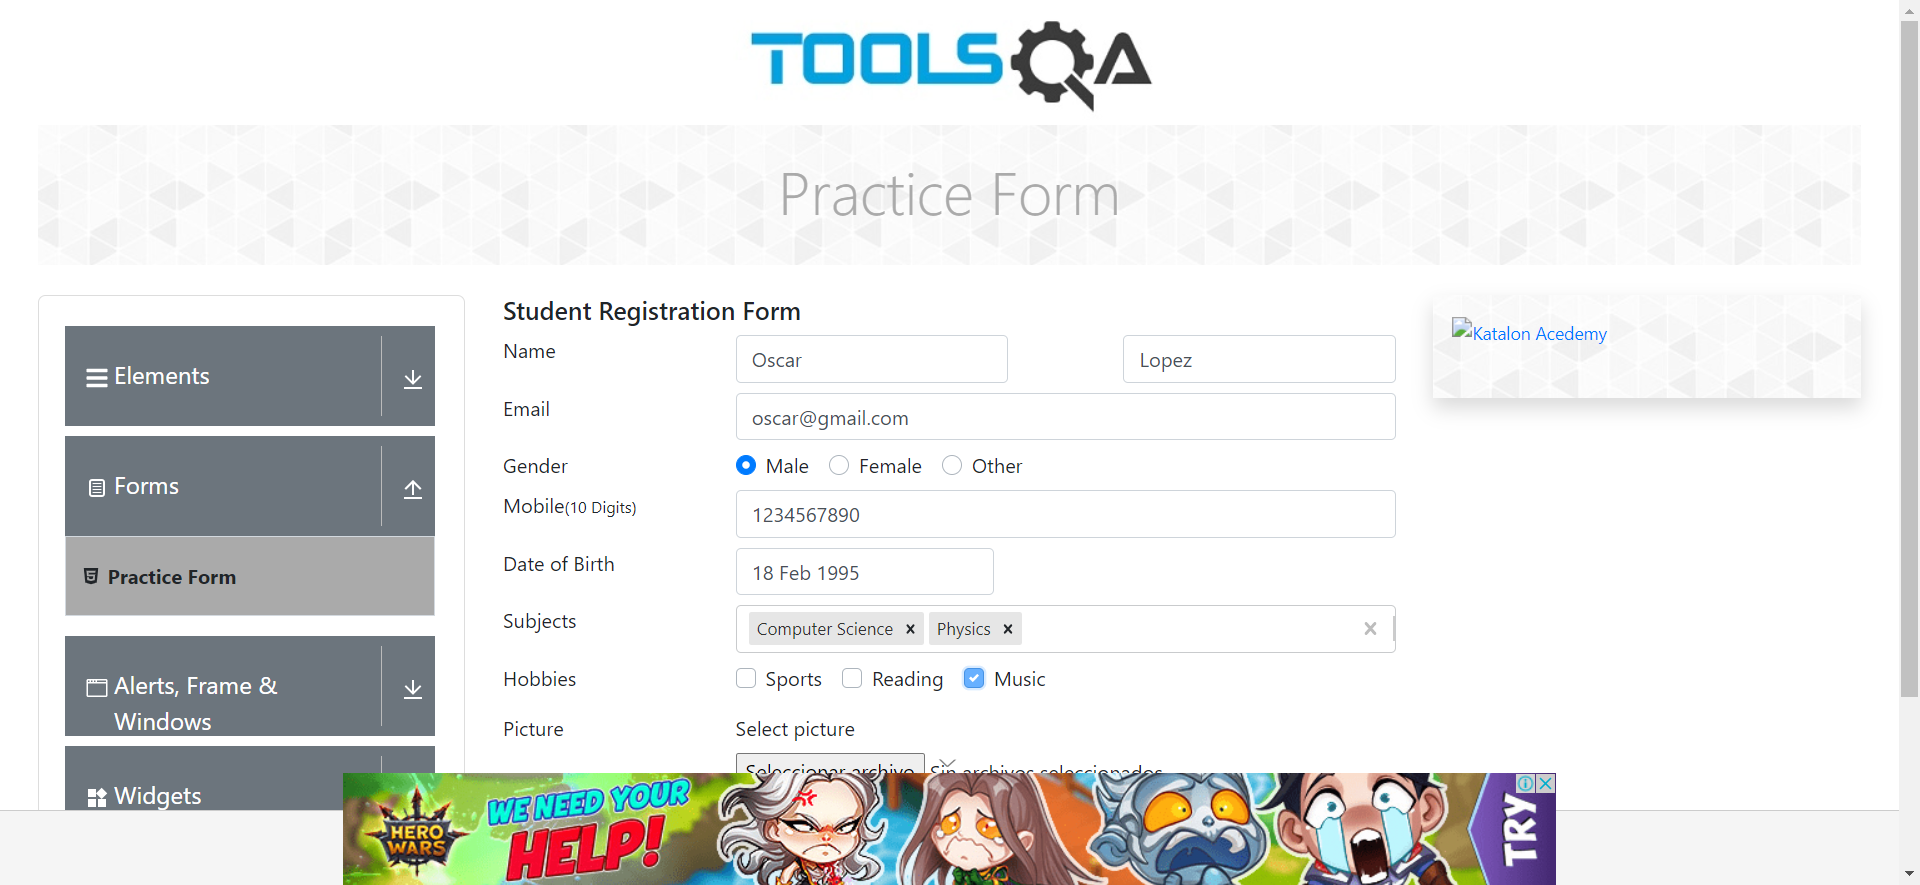 TOOLSQA
Practice Form
Elements
Forms
Practice Form
Alerts, Frame &
Windows
Widgets
Student Registration Form
Name
Oscar
Lopez
Email
oscar@gmail.com
Gender
Male
Female
Other
Mobile(10 Digits)
1234567890
Date of Birth
18 Feb 1995
Subjects
Computer Science
Physics
Hobbies
Sports
Reading
Music
Picture
Select picture
Seleccionar archivo
Sin archivos seleccionados
Katalon Acedemy
HERO
WARS
WE NEED YOUR
HELP!
TRY